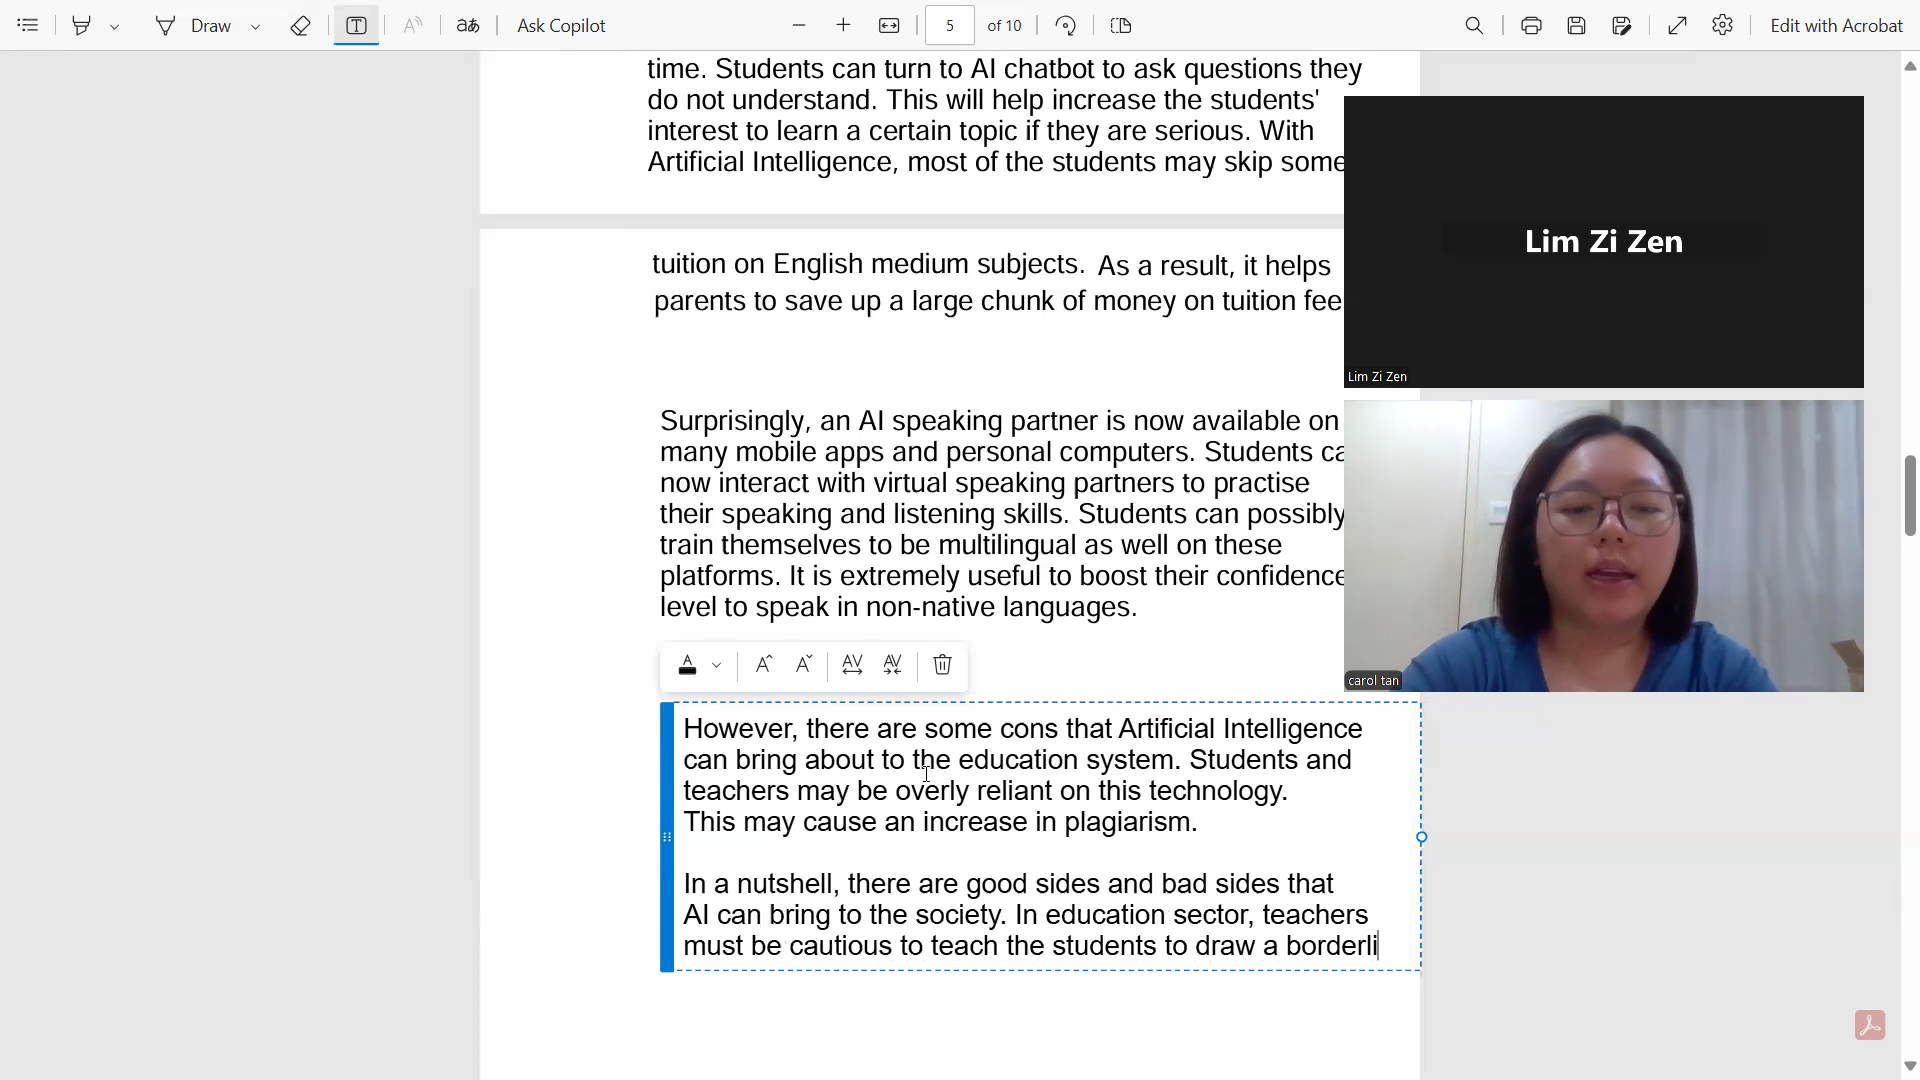 Draw
Ask Copilot
5 of 10
Edit with Acrobat
time. Students can turn to AI chatbot to ask questions they
do not understand. This will help increase the students'
interest to learn a certain topic if they are serious. With
Artificial Intelligence, most of the students may skip some
tuition on English medium subjects. As a result, it helps
parents to save up a large chunk of money on tuition fee
Surprisingly, an AI speaking partner is now available on
many mobile apps and personal computers. Students ca
now interact with virtual speaking partners to practise
their speaking and listening skills. Students can possibly
train themselves to be multilingual as well on these
platforms. It is extremely useful to boost their confidence
level to speak in non-native languages.
However, there are some cons that Artificial Intelligence
can bring about to the education system. Students and
teachers may be overly reliant on this technology.
This may cause an increase in plagiarism.
In a nutshell, there are good sides and bad sides that
AI can bring to the society. In education sector, teachers
must be cautious to teach the students to draw a borderli
Lim Zi Zen
Lim Zi Zen
carol tan